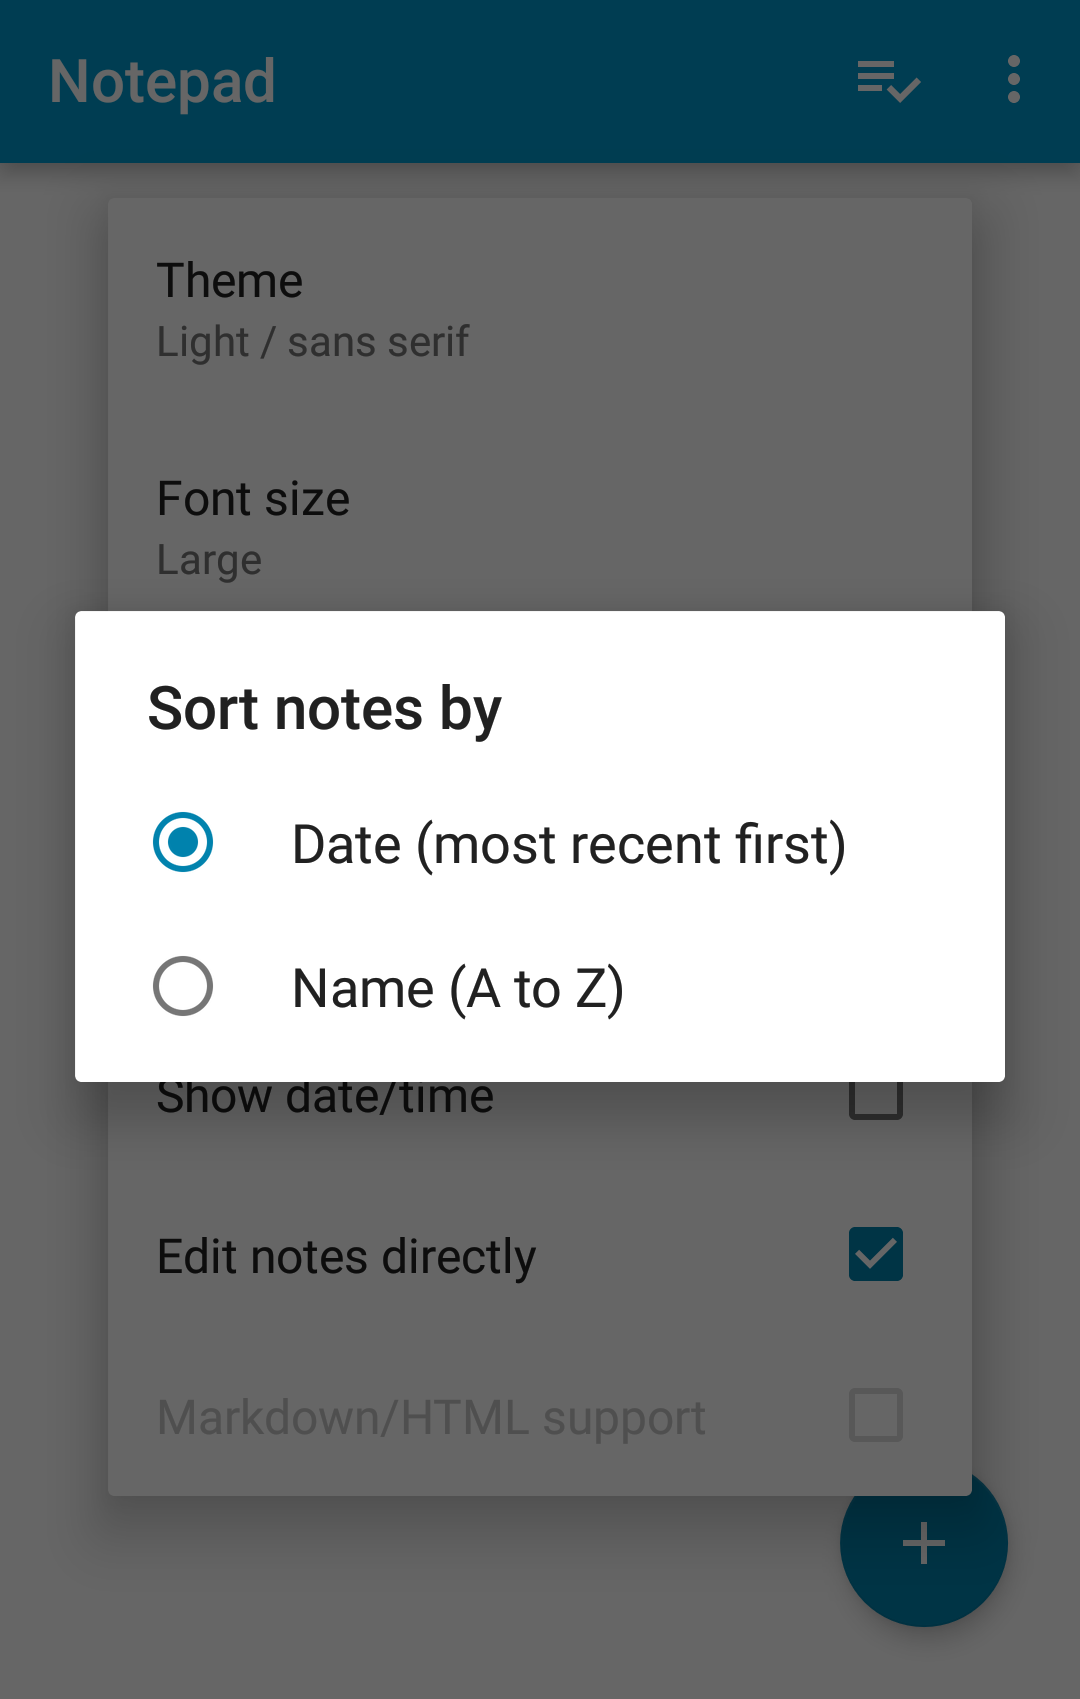 Notepad
Theme
Light / sans serif
Font size
Large
Sort notes by
Date (most recent first)
Name (A to Z)
Show date/time
Edit notes directly
Markdown/HTML support